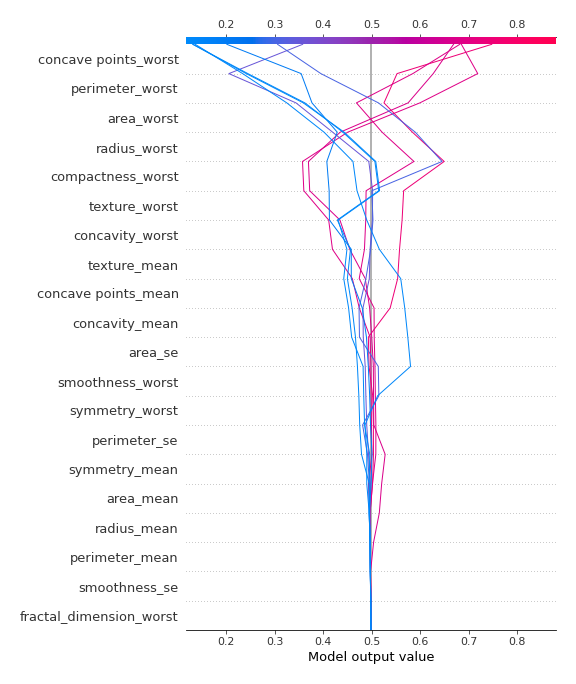 0.2 0.3 0.4 0.5 0.6 0.7 0.8
concave points_worst
perimeter_worst
area_worst
radius_worst
compactness_worst
texture_worst
concavity_worst
texture_mean
concave points_mean
concavity_mean
area_se
smoothness_worst
symmetry_worst
perimeter_se
symmetry_mean
area_mean
radius_mean
perimeter_mean
smoothness_se
fractal_dimension_worst
0.2 0.3 0.4 0.5 0.6 0.7 0.8
Model output value